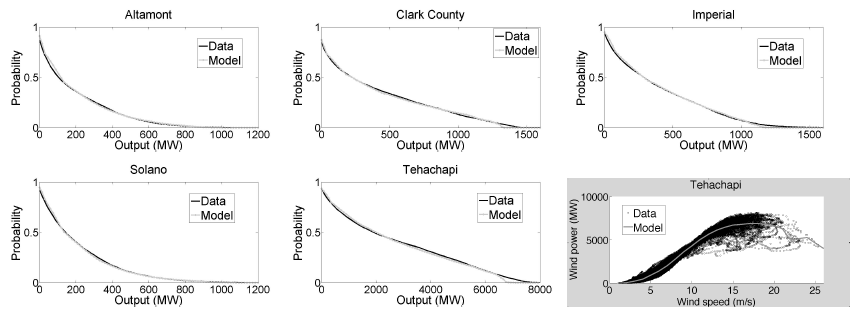 Altamont
1
0.5
0
Probability
Data
Model
0 200 400 600 800 1000 1200
Output (MW)
Clark County
1
0.5
0
Probability
Data
Model
0 500 1000 1500
Output (MW)
Imperial
1
0.5
0
Probability
Data
Model
0 500 1000 1500
Output (MW)
Solano
1
0.5
0
Probability
Data
Model
0 200 400 600 800 1000 1200
Output (MW)
Tehachapi
1
0.5
0
Probability
Data
Model
0 2000 4000 6000 8000
Output (MW)
Tehachapi
10000
5000
0
Wind power (MW)
Data
Model
0 5 10 15 20 25
Wind speed (m/s)